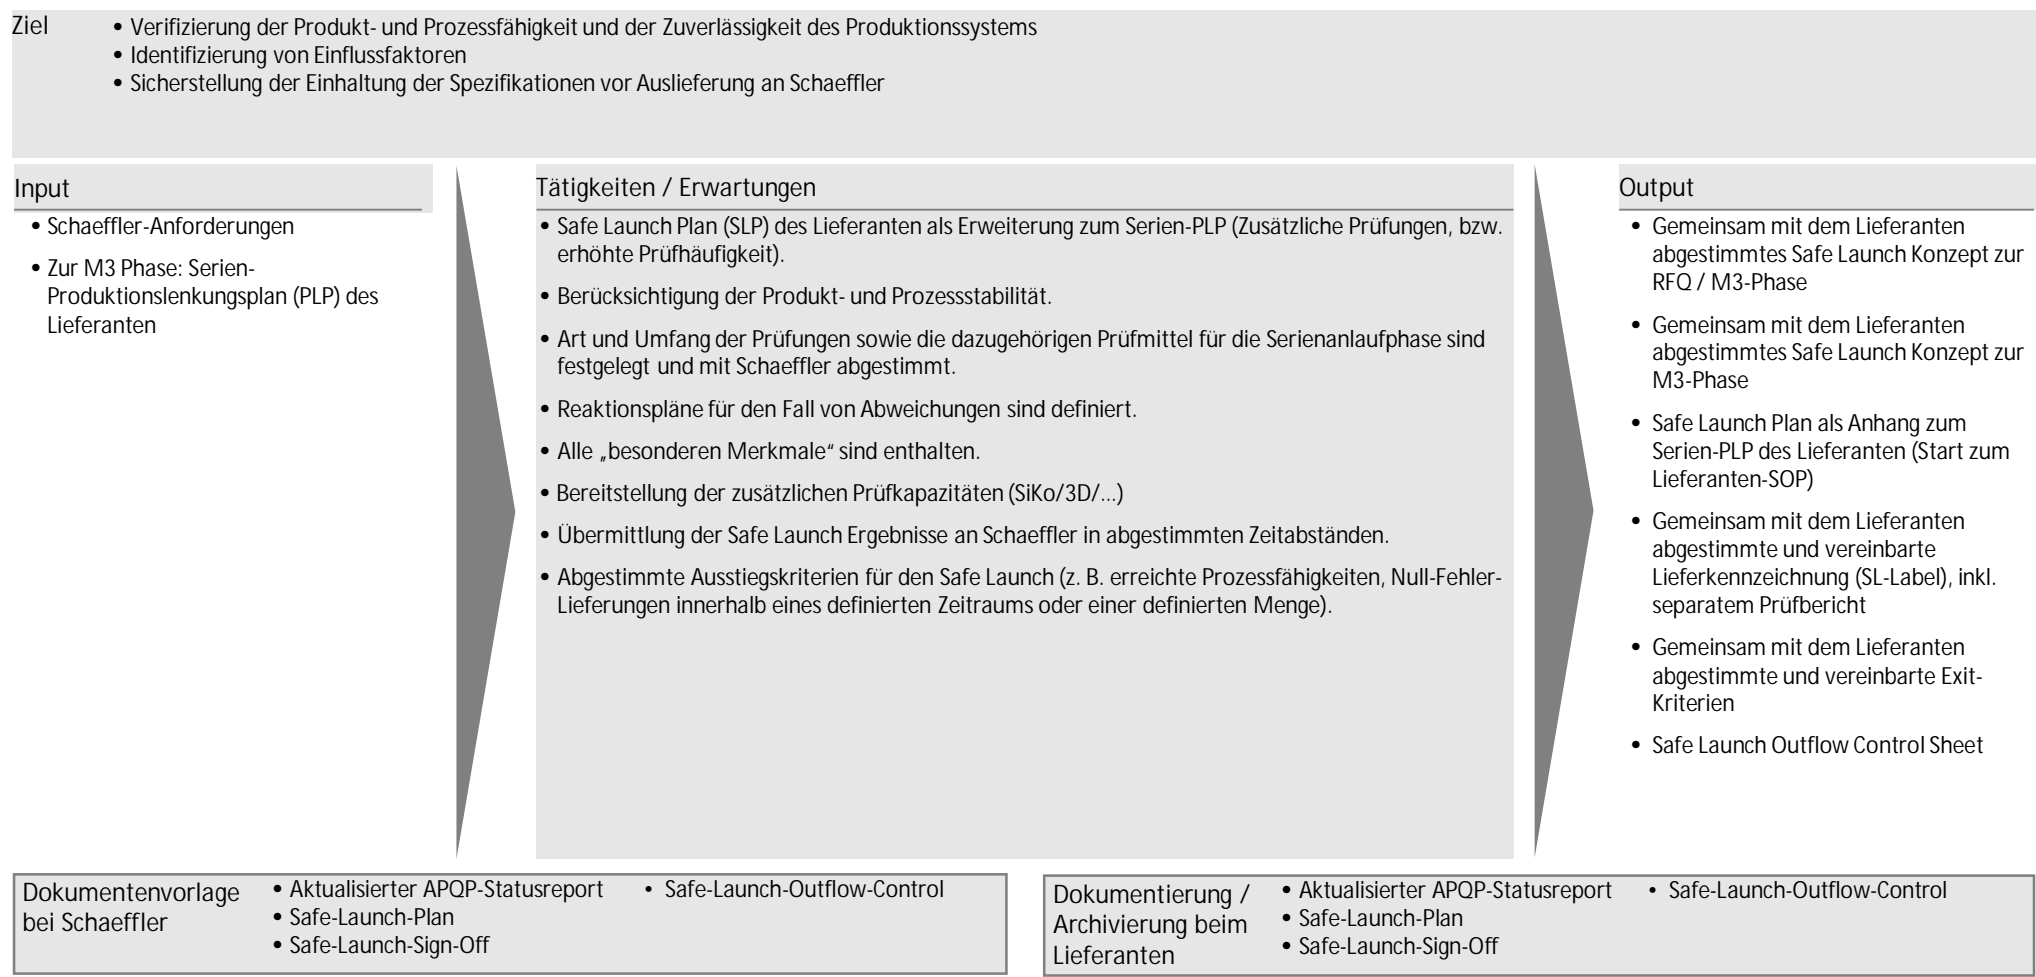 Ziel
• Verifizierung der Produkt- und Prozessfähigkeit und der Zuverlässigkeit des Produktionssystems
• Identifizierung von Einflussfaktoren
• Sicherstellung der Einhaltung der Spezifikationen vor Auslieferung an Schaeffler
Input
• Schaeffler-Anforderungen
• Zur M3 Phase: Serien-
Produktionslenkungsplan (PLP) des
Lieferanten
Tätigkeiten / Erwartungen
• Safe Launch Plan (SLP) des Lieferanten als Erweiterung zum Serien-PLP (Zusätzliche Prüfungen, bzw.
erhöhte Prüfhäufigkeit).
• Berücksichtigung der Produkt- und Prozessstabilität.
• Art und Umfang der Prüfungen sowie die dazugehörigen Prüfmittel für die Serienanlaufphase sind
festgelegt und mit Schaeffler abgestimmt.
• Reaktionspläne für den Fall von Abweichungen sind definiert.
• Alle „besonderen Merkmale“ sind enthalten.
• Bereitstellung der zusätzlichen Prüfkapazitäten (SiKo/3D/...)
• Übermittlung der Safe Launch Ergebnisse an Schaeffler in abgestimmten Zeitabständen.
• Abgestimmte Ausstiegskriterien für den Safe Launch (z. B. erreichte Prozessfähigkeiten, Null-Fehler-
Lieferungen innerhalb eines definierten Zeitraums oder einer definierten Menge).
Output
• Gemeinsam mit dem Lieferanten
abgestimmtes Safe Launch Konzept zur
RFQ / M3-Phase
• Gemeinsam mit dem Lieferanten
abgestimmtes Safe Launch Konzept zur
M3-Phase
• Safe Launch Plan als Anhang zum
Serien-PLP des Lieferanten (Start zum
Lieferanten-SOP)
• Gemeinsam mit dem Lieferanten
abgestimmte und vereinbarte
Lieferkennzeichnung (SL-Label), inkl.
separatem Prüfbericht
• Gemeinsam mit dem Lieferanten
abgestimmte und vereinbarte Exit-
Kriterien
• Safe Launch Outflow Control Sheet
Dokumentenvorlage
bei Schaeffler
• Aktualisierter APQP-Statusreport
• Safe-Launch-Plan
• Safe-Launch-Sign-Off
• Safe-Launch-Outflow-Control
Dokumentierung /
Archivierung beim
Lieferanten
• Aktualisierter APQP-Statusreport
• Safe-Launch-Plan
• Safe-Launch-Sign-Off
• Safe-Launch-Outflow-Control